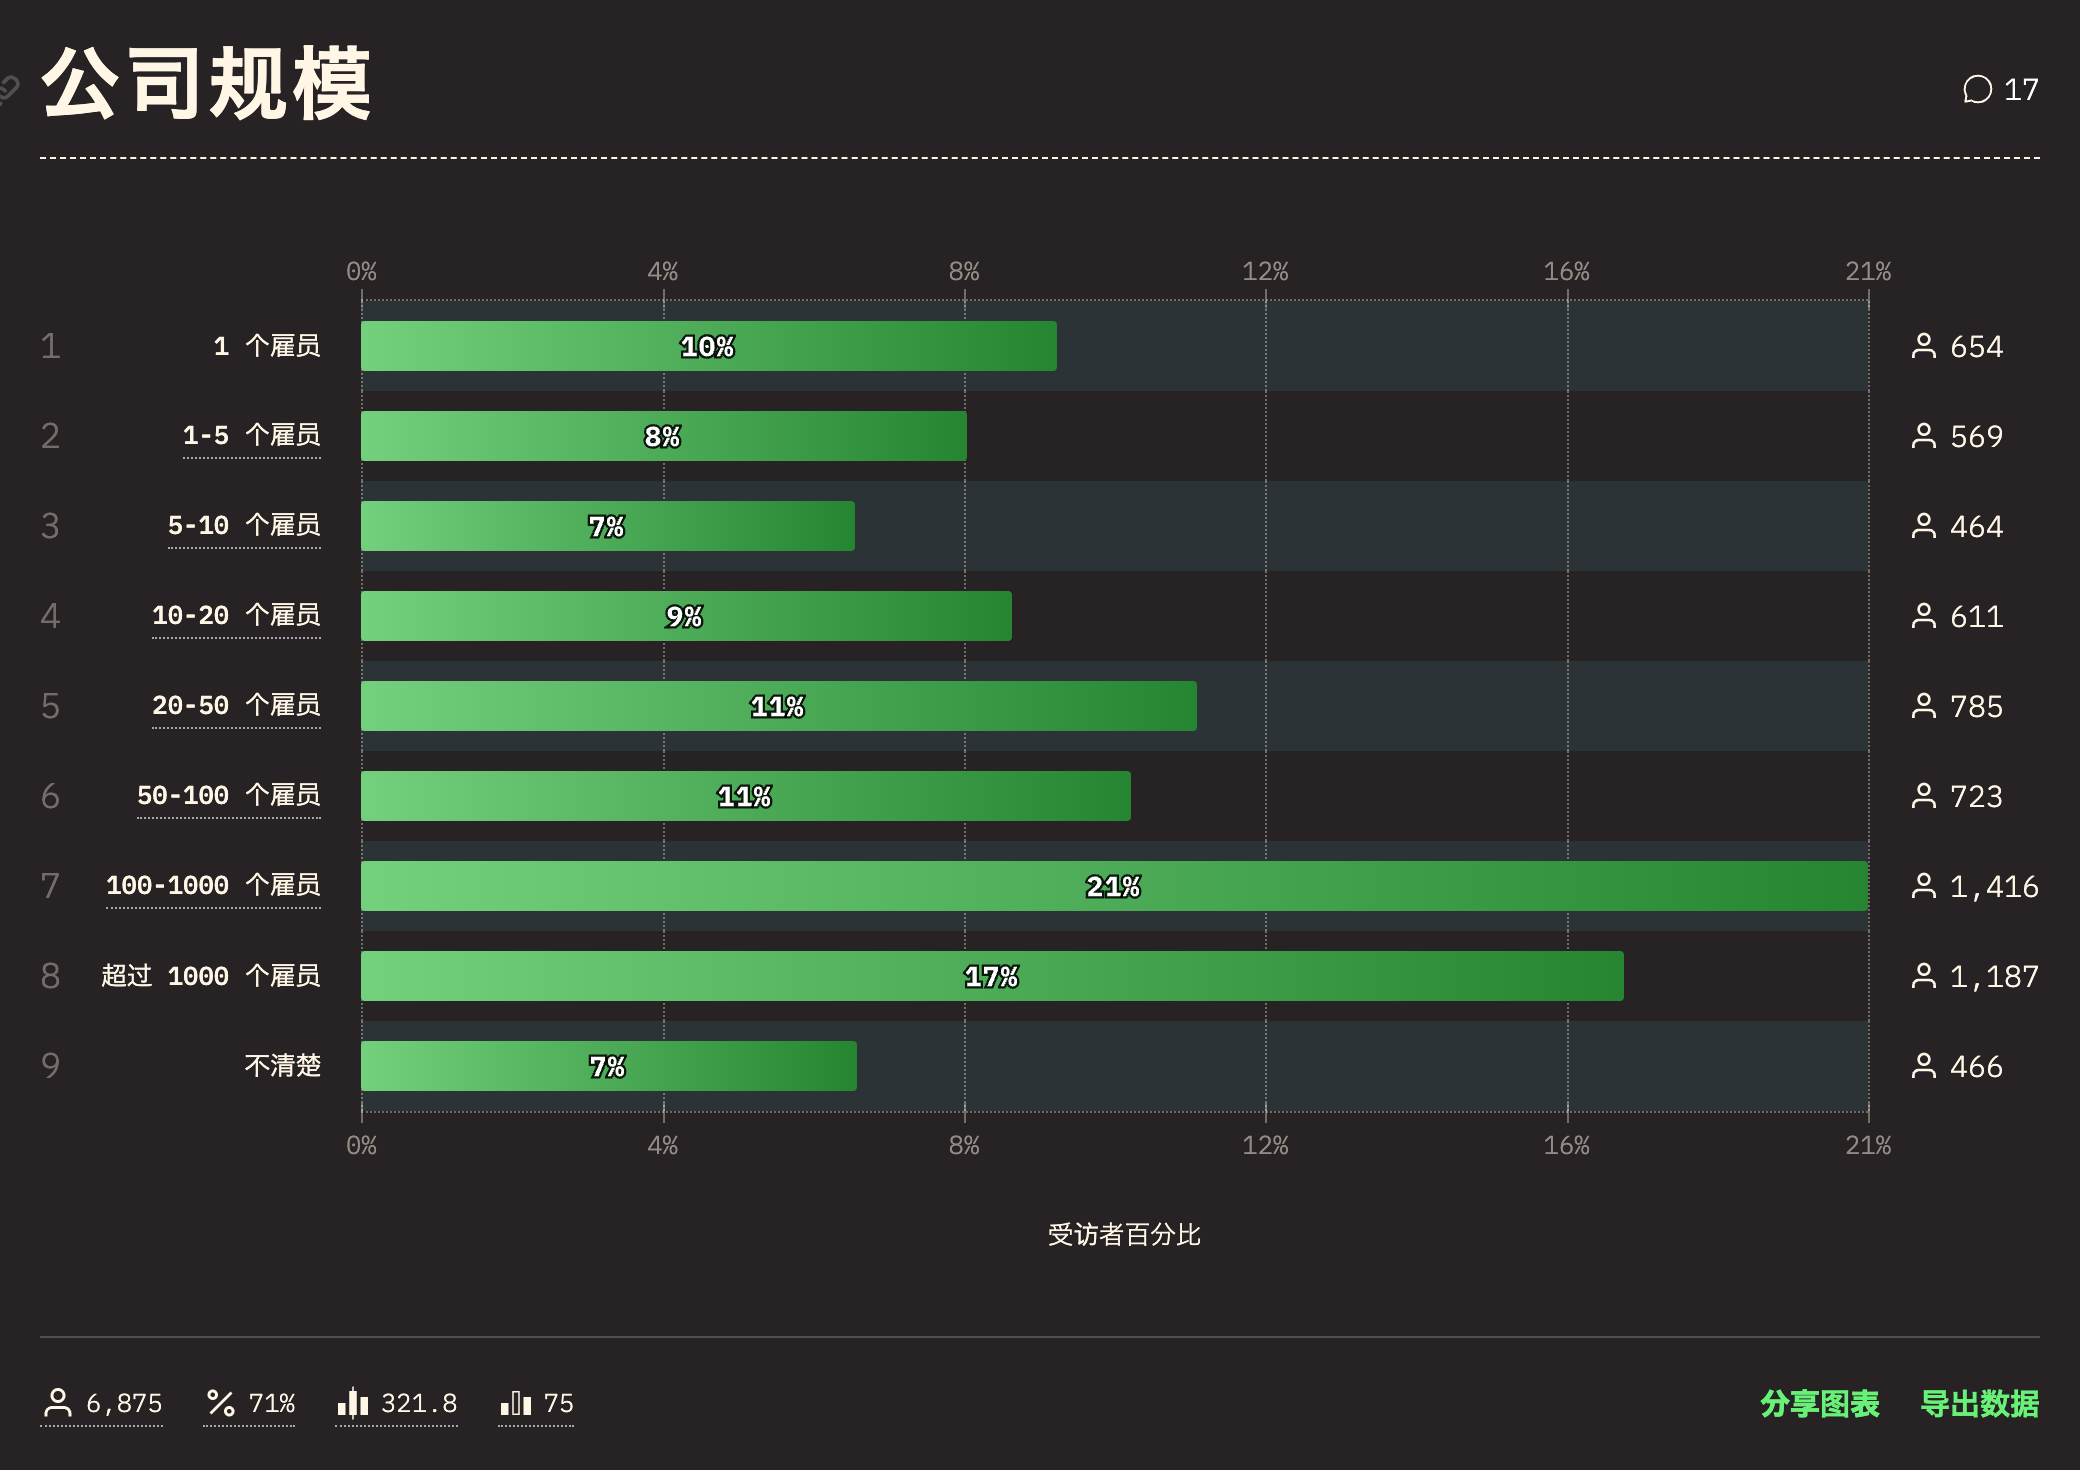 公司规模
17
0% 4% 8% 12% 16% 21%
1 1 个雇员 10% 654
2 1-5 个雇员 8% 569
3 5-10 个雇员 7% 464
4 10-20 个雇员 9% 611
5 20-50 个雇员 11% 785
6 50-100 个雇员 11% 723
7 100-1000 个雇员 21% 1,416
8 超过 1000 个雇员 17% 1,187
9 不清楚 7% 466
0% 4% 8% 12% 16% 21%
受访者百分比
6,875 71% 321.8 75 分享图表 导出数据